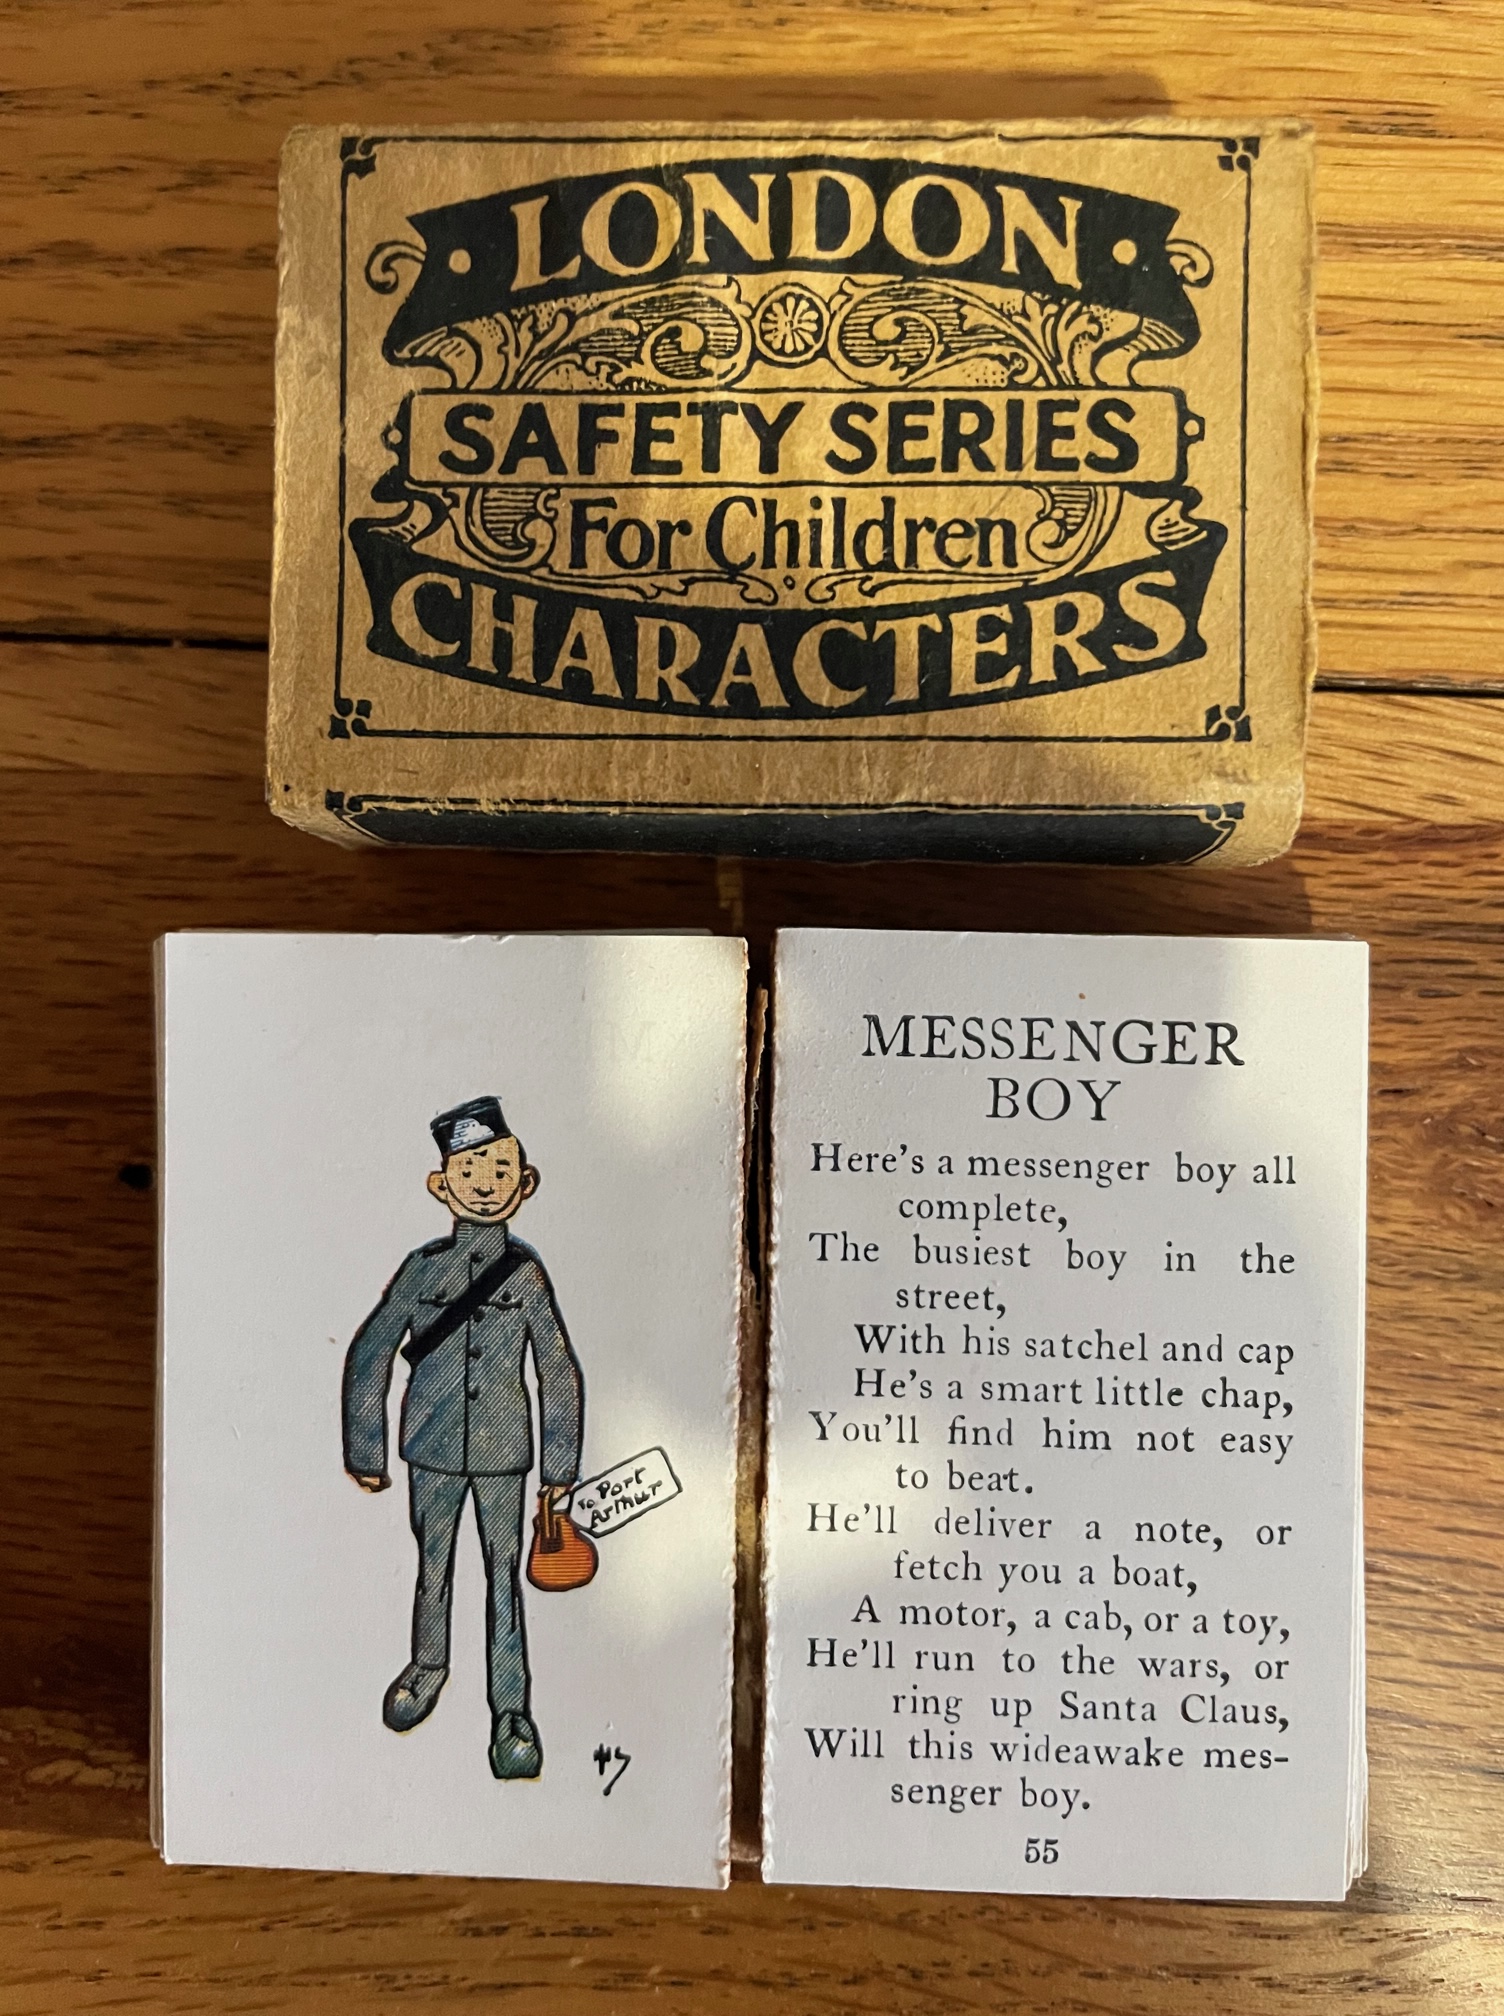 LONDON
SAFETY SERIES
For Children
CHARACTERS
To Port
Arthur
MESSENGER
BOY
Here's a messenger boy all
complete,
The busiest boy in the
street,
With his satchel and cap
He's a smart little chap,
You'll find him not easy
to beat.
He'll deliver a note, or
fetch you a boat,
A motor, a cab, or a toy,
He'll run to the wars, or
ring up Santa Claus,
Will this wideawake mes-
senger boy.
55